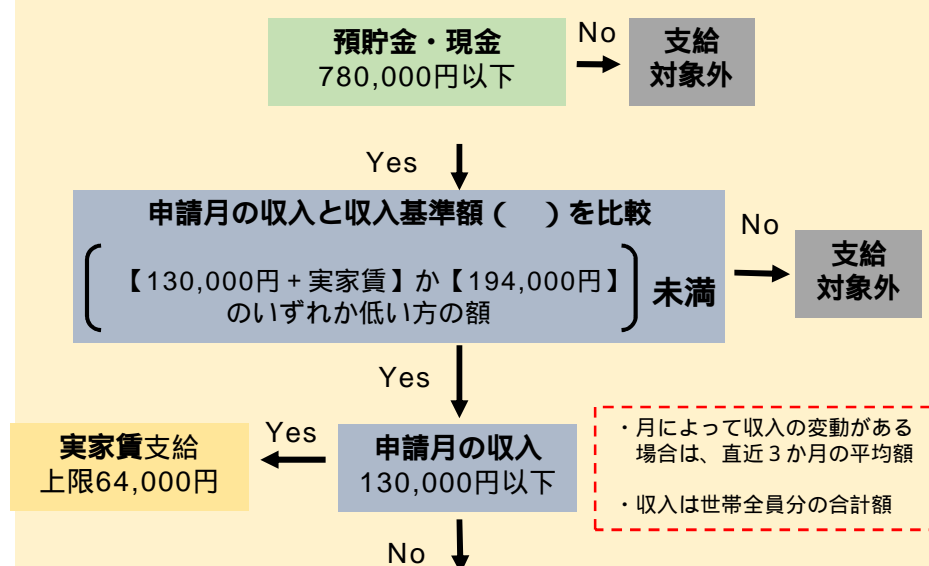 預貯金・現金
780,000円以下
No
支給
対象外
Yes
申請月の収入と収入基準額（　）を比較
【130,000円＋実家賃】か【194,000円】
のいずれか低い方の額
未満
No
支給
対象外
Yes
実家賃支給
上限64,000円
Yes
申請月の収入
130,000円以下
・月によって収入の変動がある
場合は、直近３か月の平均額
・収入は世帯全員分の合計額
No